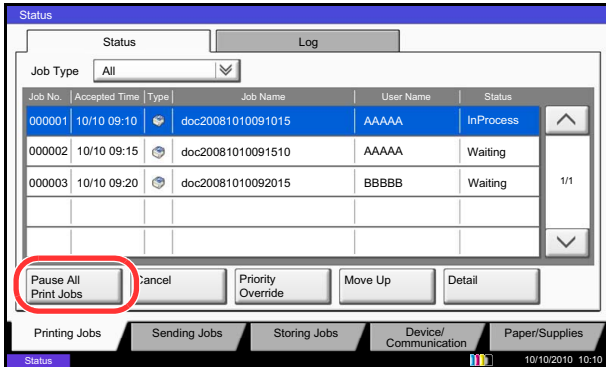 Status
Status Log
Job Type All
Job No. Accepted Time Type Job Name User Name Status
000001 10/10 09:10 doc20081010091015 AAAAA InProcess
000002 10/10 09:15 doc20081010091510 AAAAA Waiting
000003 10/10 09:20 doc20081010092015 BBBBB Waiting
1/1
Pause All
Print Jobs
Cancel
Priority
Override
Move Up
Detail
Printing Jobs
Sending Jobs
Storing Jobs
Device/
Communication
Paper/Supplies
Status 10/10/2010 10:10